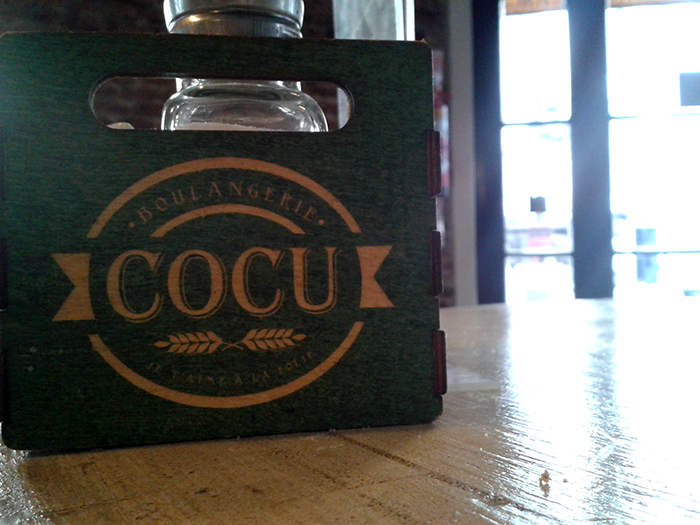 · BOULANGERIE ·
COCU
JE T'AIME À LA FOLIE